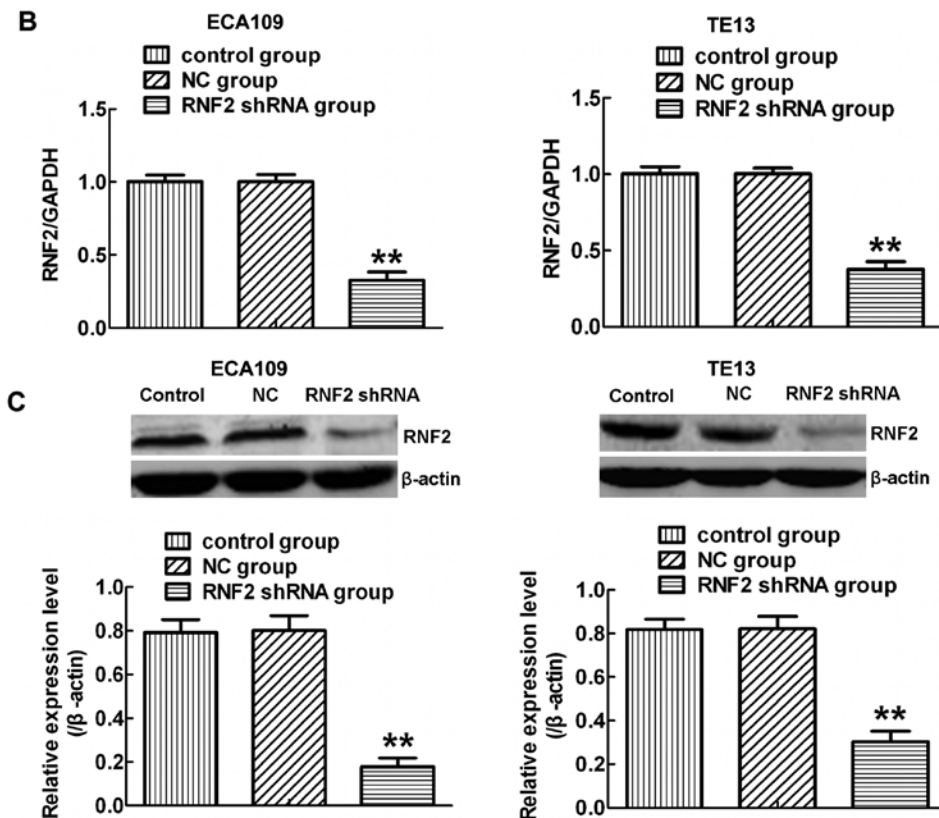 B
ECA109
control group
NC group
RNF2 shRNA group
RNF2/GAPDH
1.5
1.0
0.5
0.0
**
TE13
control group
NC group
RNF2 shRNA group
RNF2/GAPDH
1.5
1.0
0.5
0.0
**
C
ECA109
Control NC RNF2 shRNA
RNF2
β-actin
TE13
Control NC RNF2 shRNA
RNF2
β-actin
control group
NC group
RNF2 shRNA group
Relative expression level
(/β -actin)
1.0
0.8
0.6
0.4
0.2
0.0
**
control group
NC group
RNF2 shRNA group
Relative expression level
(/β -actin)
1.0
0.8
0.6
0.4
0.2
0.0
**